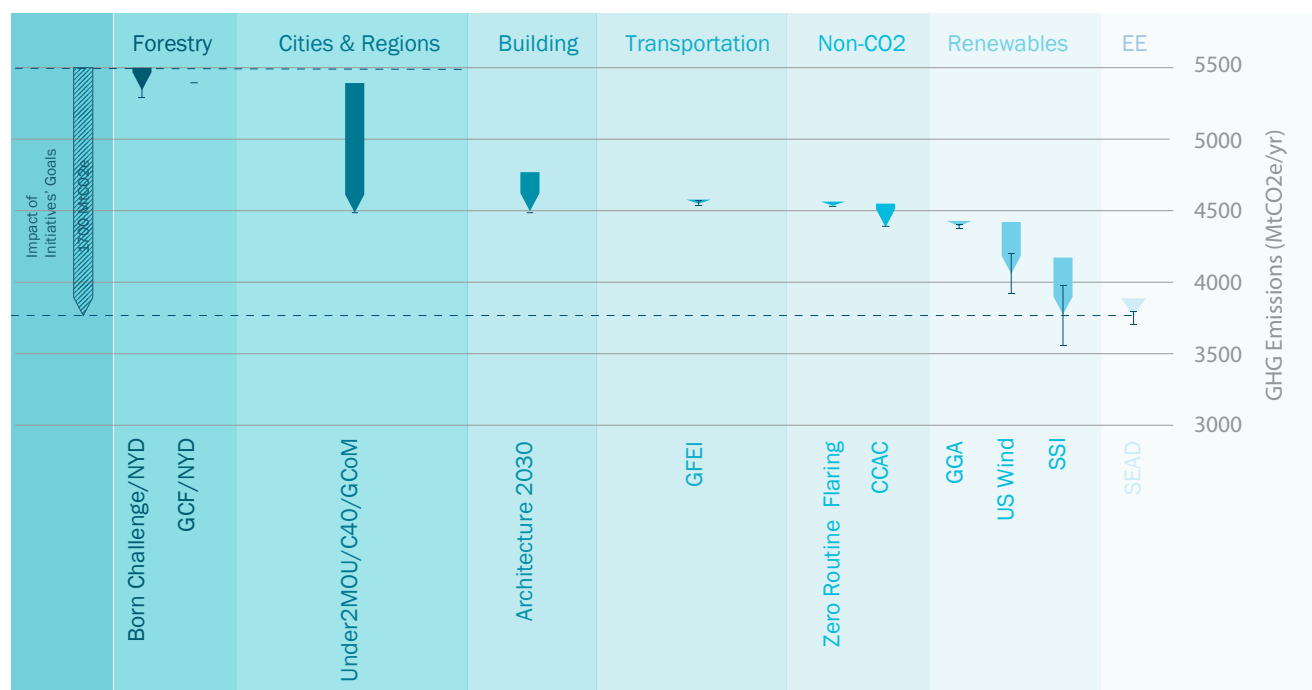 Forestry
Cities & Regions
Building
Transportation
Non-CO2
Renewables
EE
5500
5000
4500
4000
3500
3000
GHG Emissions (MtCO2e/yr)
Impact of
Initiatives' Goals
1700 MtCO2e
Born Challenge/NYD
GCF/NYD
Under2MOU/C40/GCoM
Architecture 2030
GFEI
Zero Routine Flaring
CCAC
GGA
US Wind
SSI
SEAD